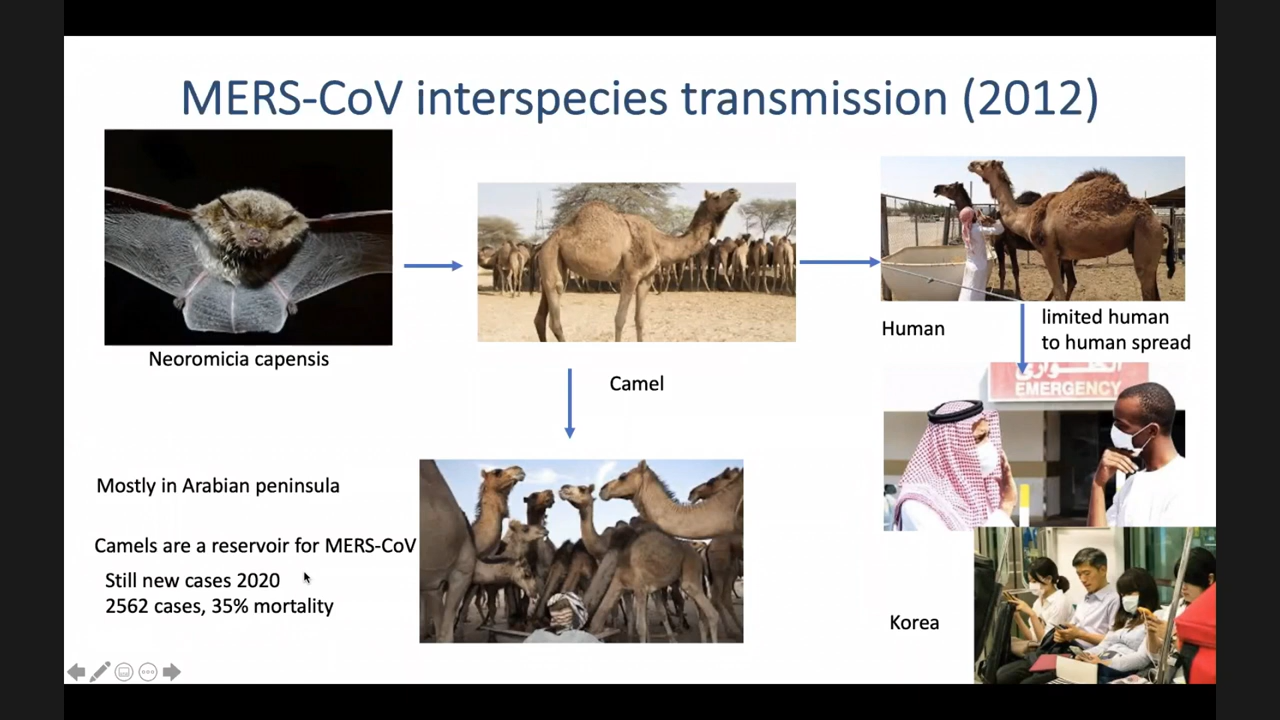 MERS-CoV interspecies transmission (2012)
Neoromicia capensis
Camel
Human
limited human
to human spread
الطوارئ
EMERGENCY
Mostly in Arabian peninsula
Camels are a reservoir for MERS-CoV
Still new cases 2020
2562 cases, 35% mortality
Korea